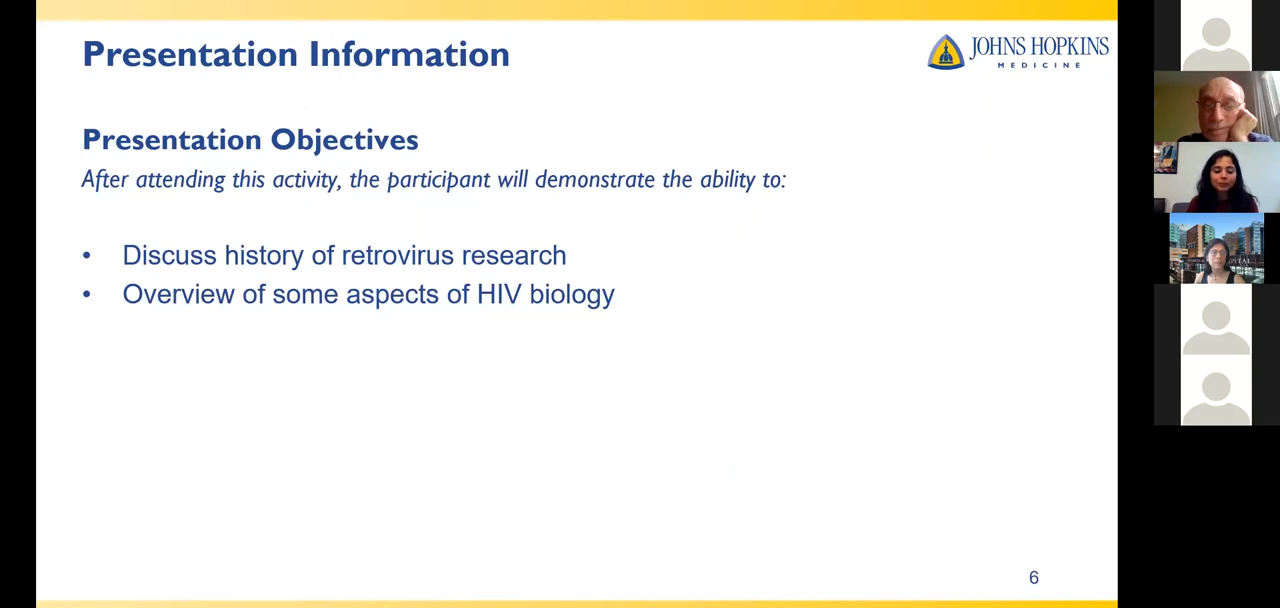 Presentation Information
JOHNS HOPKINS
MEDICINE
Presentation Objectives
After attending this activity, the participant will demonstrate the ability to:
• Discuss history of retrovirus research
• Overview of some aspects of HIV biology
6